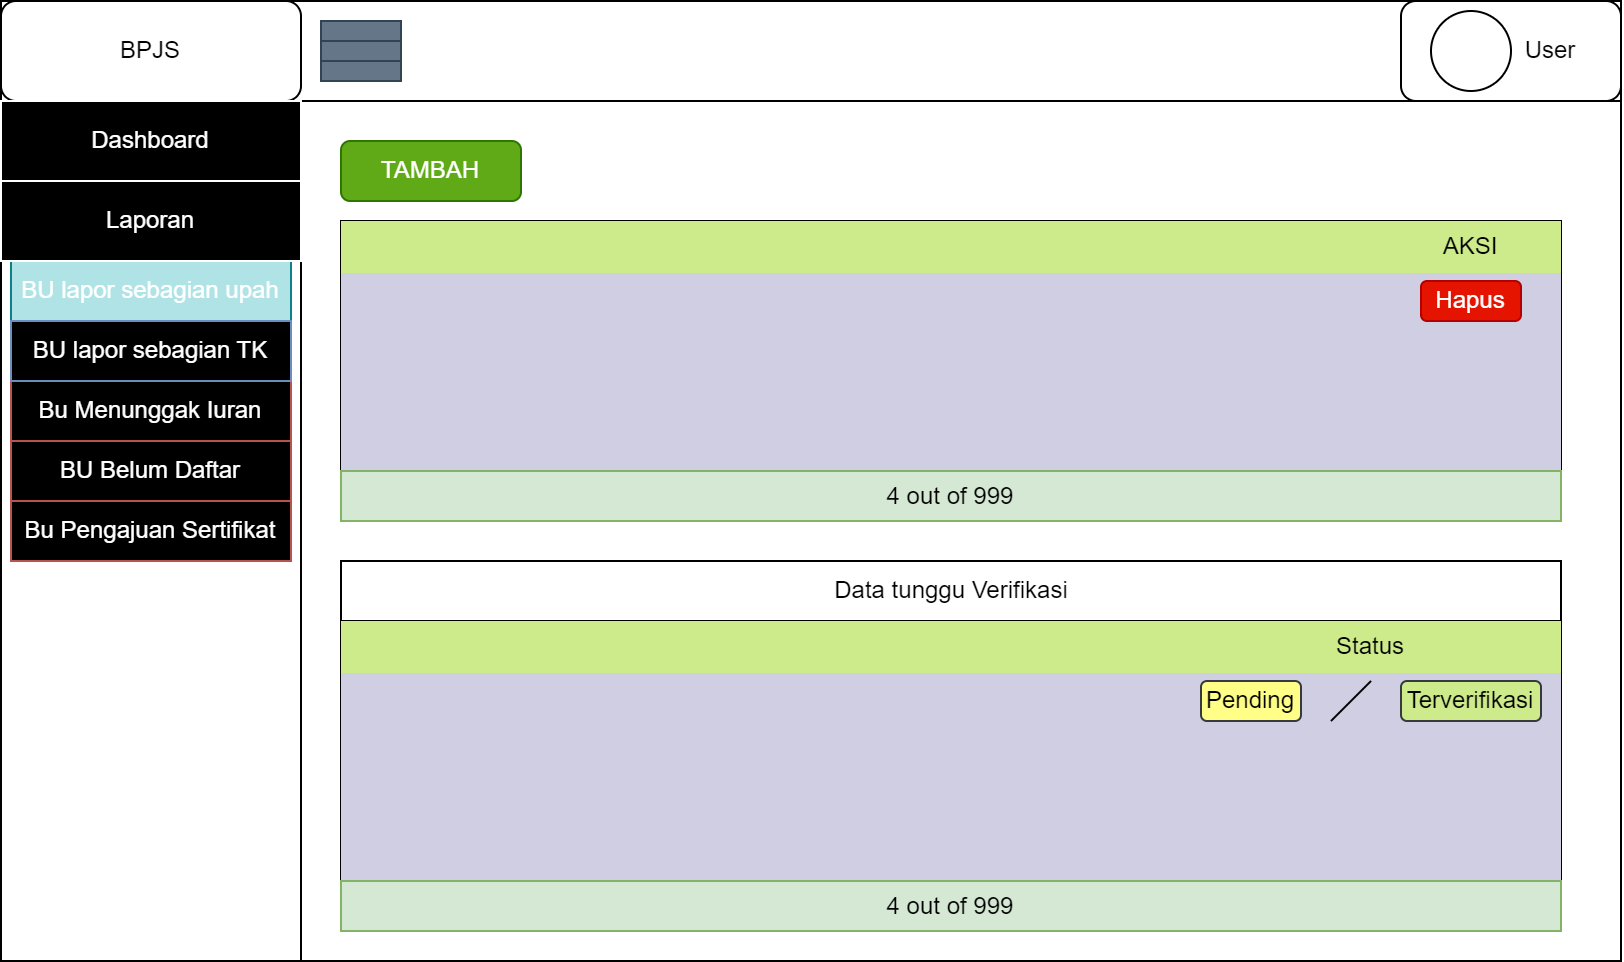 BPJS
User
Dashboard
Laporan
BU lapor sebagian upah
BU lapor sebagian TK
Bu Menunggak Iuran
BU Belum Daftar
Bu Pengajuan Sertifikat
TAMBAH
AKSI
Hapus
4 out of 999
Data tunggu Verifikasi
Status
Pending
Terverifikasi
4 out of 999